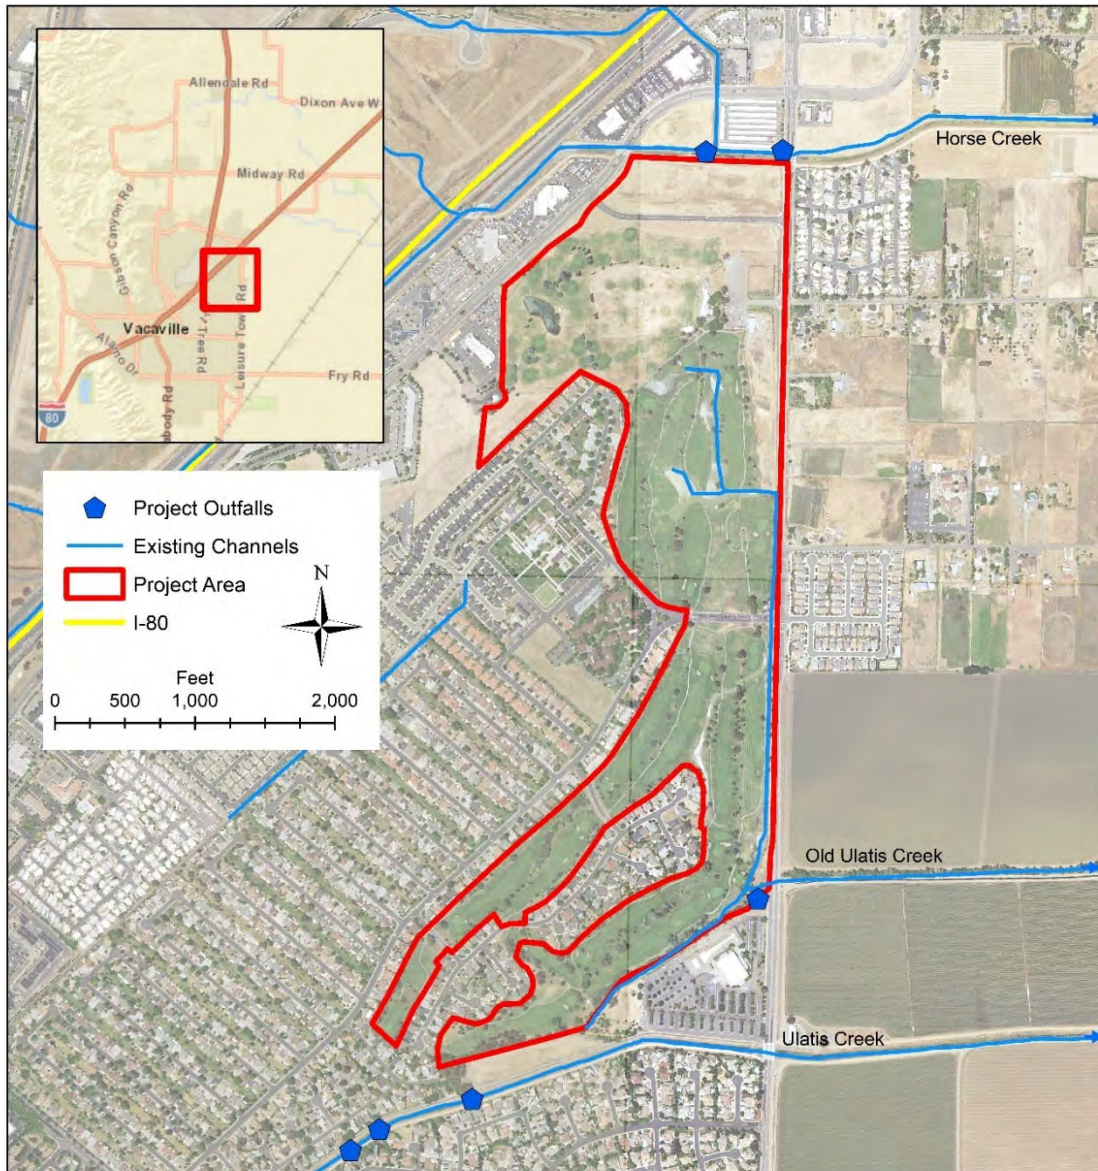 Allendale Rd
Dixon Ave W
Midway Rd
Gibson Canyon Rd
Vacaville
Tree Rd
Leisure Town Rd
Alamo Dr
Fry Rd
body Rd
80
Horse Creek
Project Outfalls
Existing Channels
Project Area
I-80
N
Feet
0 500 1,000 2,000
Old Ulatis Creek
Ulatis Creek